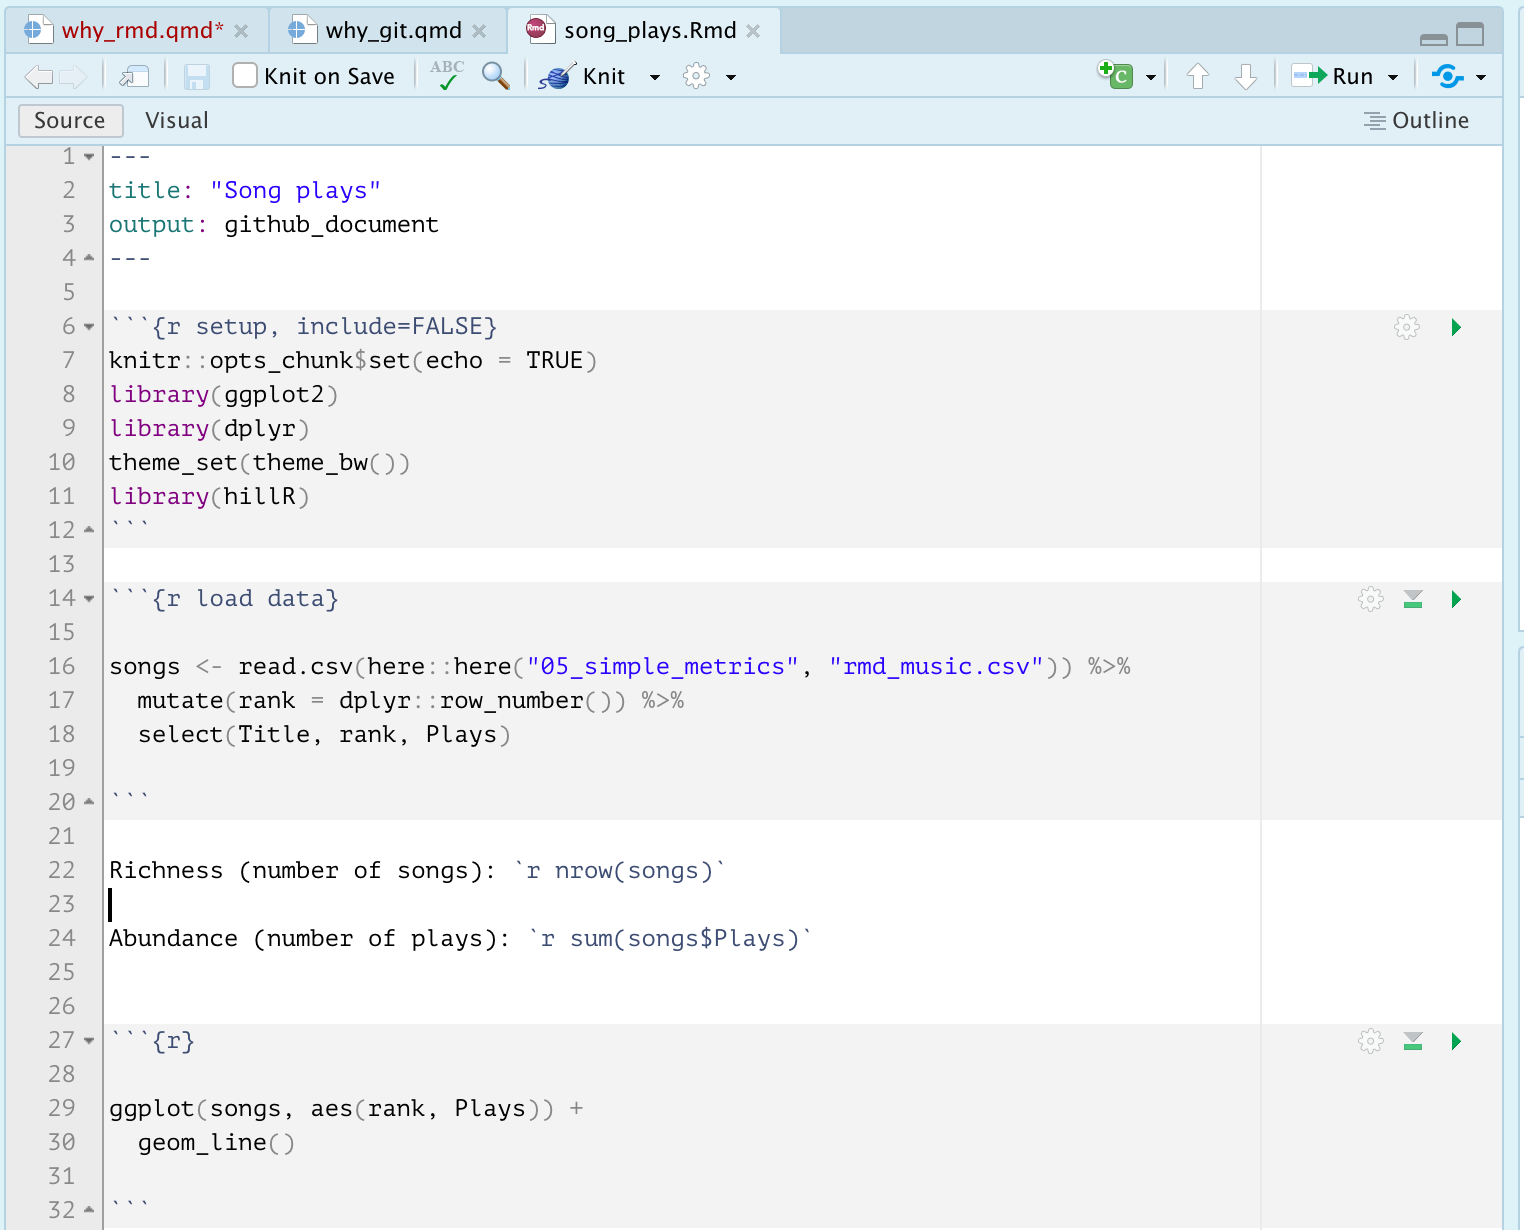 why_rmd.qmd* why_git.qmd Rmd song_plays.Rmd
Knit on Save ABC Knit C Run
Source Visual Outline
1 ---
2 title: "Song plays"
3 output: github_document
4 ---
5
6 ```{r setup, include=FALSE}
7 knitr::opts_chunk$set(echo = TRUE)
8 library(ggplot2)
9 library(dplyr)
10 theme_set(theme_bw())
11 library(hillR)
12 ```
13
14 ```{r load data}
15
16 songs <- read.csv(here::here("05_simple_metrics", "rmd_music.csv")) %>%
17   mutate(rank = dplyr::row_number()) %>%
18   select(Title, rank, Plays)
19
20 ```
21
22 Richness (number of songs): `r nrow(songs)`
23
24 Abundance (number of plays): `r sum(songs$Plays)`
25
26
27 ```{r}
28
29 ggplot(songs, aes(rank, Plays)) +
30   geom_line()
31
32 ```